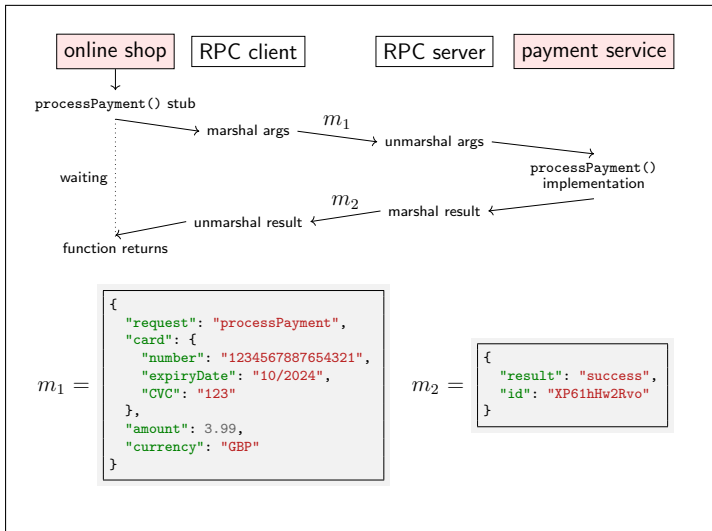 online shop RPC client RPC server payment service
processPayment() stub
marshal args m1 unmarshal args
processPayment()
implementation
waiting
unmarshal result m2 marshal result
function returns
m1 =
{
  "request": "processPayment",
  "card": {
    "number": "1234567887654321",
    "expiryDate": "10/2024",
    "CVC": "123"
  },
  "amount": 3.99,
  "currency": "GBP"
}
m2 =
{
  "result": "success",
  "id": "XP61hHw2Rvo"
}